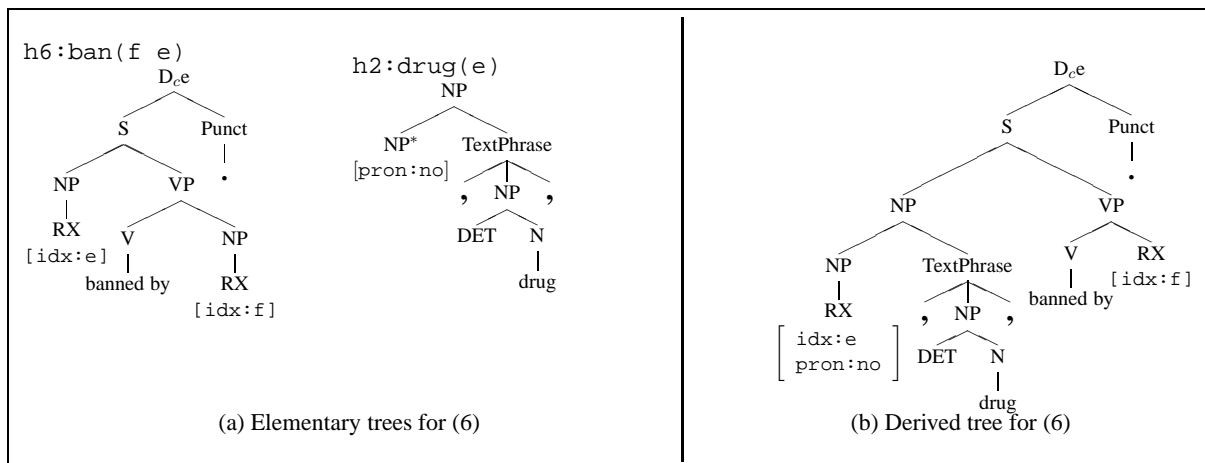 h6:ban(f e)
D_c e
S Punct
NP VP .
RX V NP
[idx:e]
banned by RX
[idx:f]
h2:drug(e)
NP
NP* TextPhrase
[pron:no]
, NP ,
DET N
drug
(a) Elementary trees for (6)
D_c e
S Punct
.
NP VP
NP TextPhrase V RX
[idx:f]
RX , NP , banned by
idx:e
pron:no
DET N
drug
(b) Derived tree for (6)